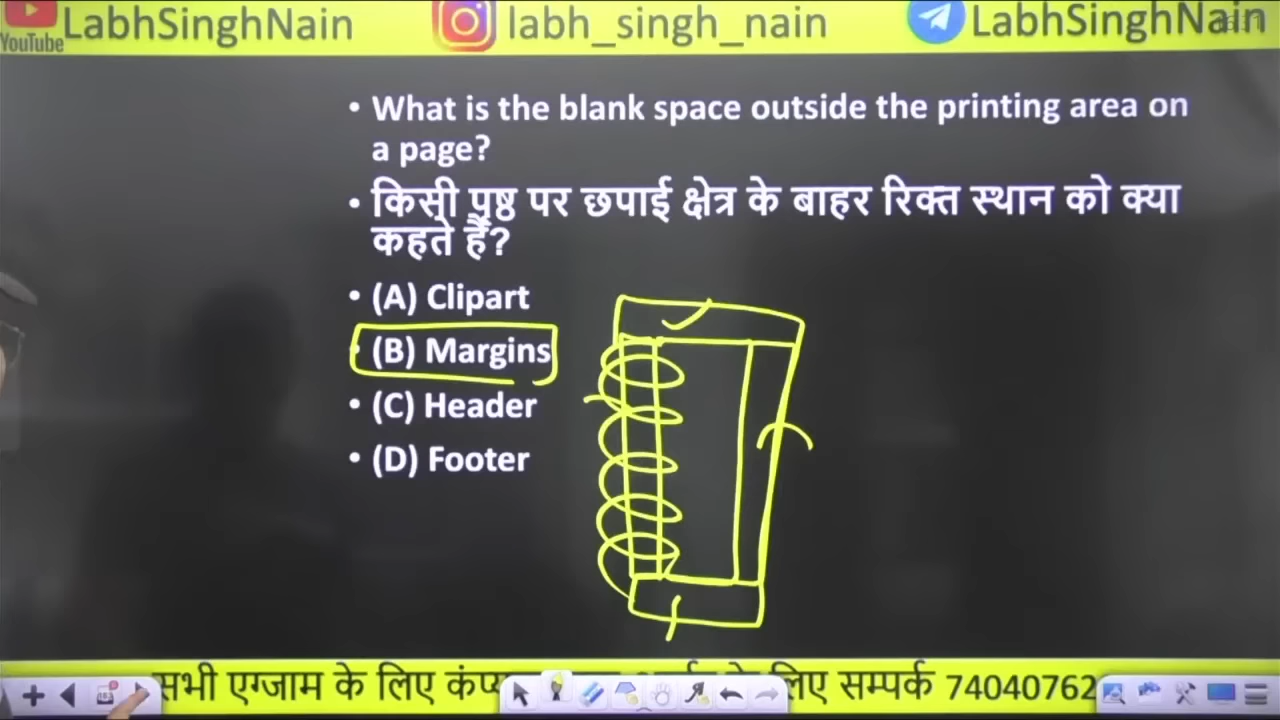 YouTube LabhSinghNain labh_singh_nain LabhSinghNain
• What is the blank space outside the printing area on
a page?
• किसी पृष्ठ पर छपाई क्षेत्र के बाहर रिक्त स्थान को क्या
कहते हैं?
• (A) Clipart
• (B) Margins
• (C) Header
• (D) Footer
सभी एग्जाम के लिए के लिए सम्पर्क 74040762